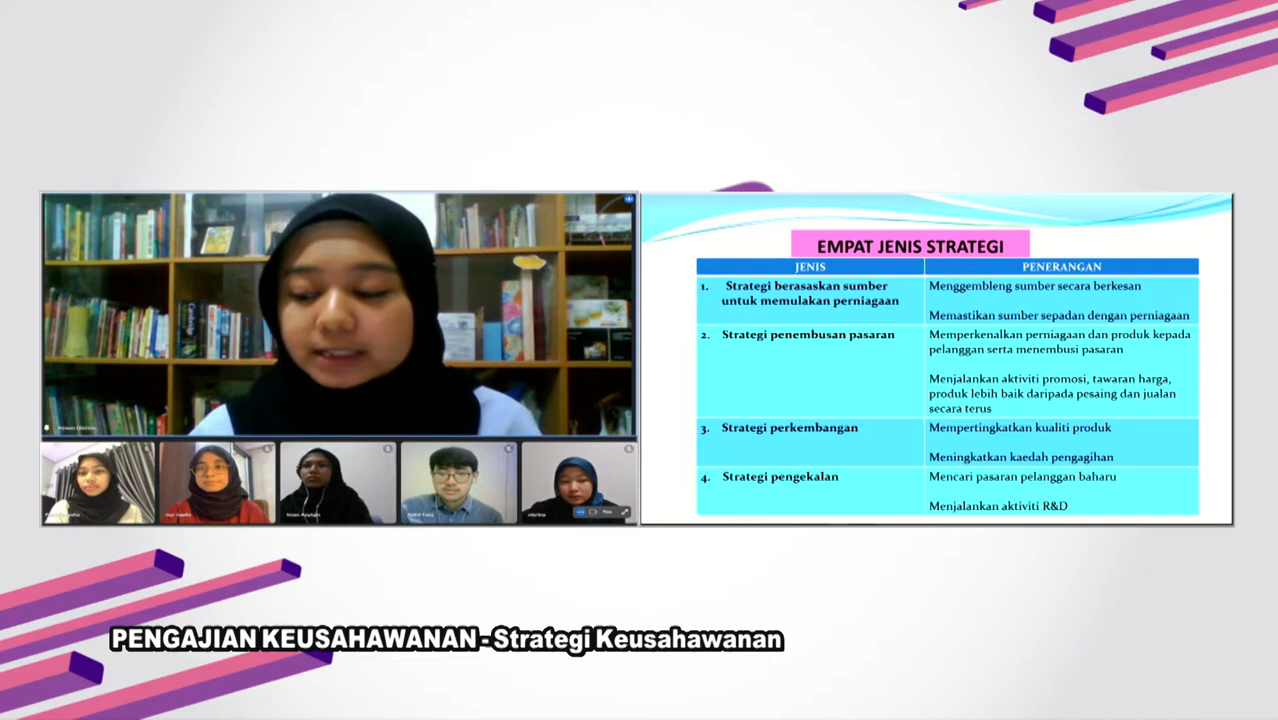 EMPAT JENIS STRATEGI
JENIS
PENERANGAN
1. Strategi berasaskan sumber
untuk memulakan perniagaan
Menggembleng sumber secara berkesan
Memastikan sumber sepadan dengan perniagaan
2. Strategi penembusan pasaran
Memperkenalkan perniagaan dan produk kepada
pelanggan serta menembusi pasaran
Menjalankan aktiviti promosi, tawaran harga,
produk lebih baik daripada pesaing dan jualan
secara terus
3. Strategi perkembangan
Mempertingkatkan kualiti produk
Meningkatkan kaedah pengagihan
4. Strategi pengekalan
Mencari pasaran pelanggan baharu
Menjalankan aktiviti R&D
PENGAJIAN KEUSAHAWANAN - Strategi Keusahawanan